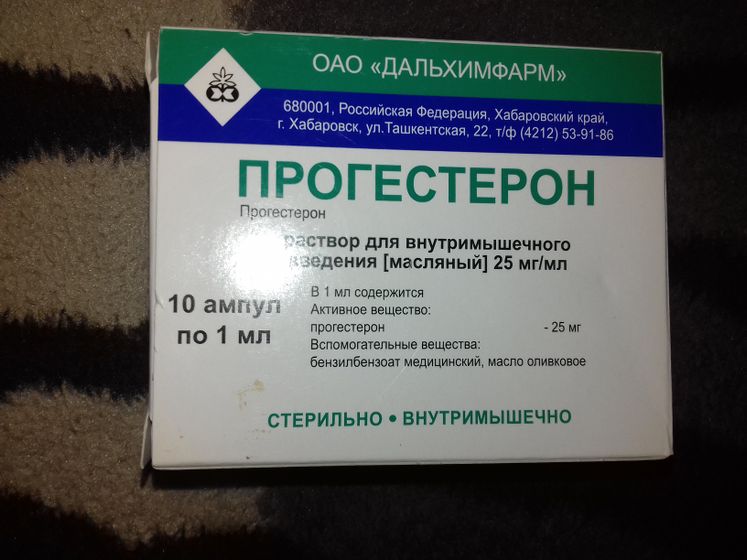 ОАО «ДАЛЬХИМФАРМ»
680001, Российская Федерация, Хабаровский край,
г. Хабаровск, ул.Ташкентская, 22, т/ф (4212) 53-91-86
ПРОГЕСТЕРОН
Прогестерон
раствор для внутримышечного
введения [масляный] 25 мг/мл
10 ампул
по 1 мл
В 1 мл содержится
Активное вещество:
прогестерон - 25 мг
Вспомогательные вещества:
бензилбензоат медицинский, масло оливковое
СТЕРИЛЬНО • ВНУТРИМЫШЕЧНО